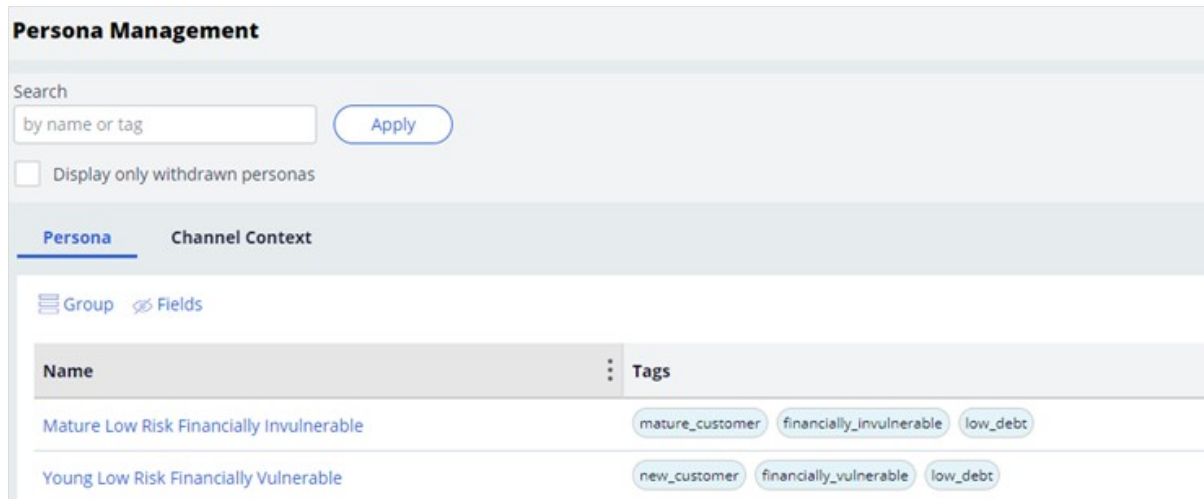 Persona Management
Search
by name or tag Apply
Display only withdrawn personas
Persona Channel Context
Group Fields
Name Tags
Mature Low Risk Financially Invulnerable mature_customer financially_invulnerable low_debt
Young Low Risk Financially Vulnerable new_customer financially_vulnerable low_debt